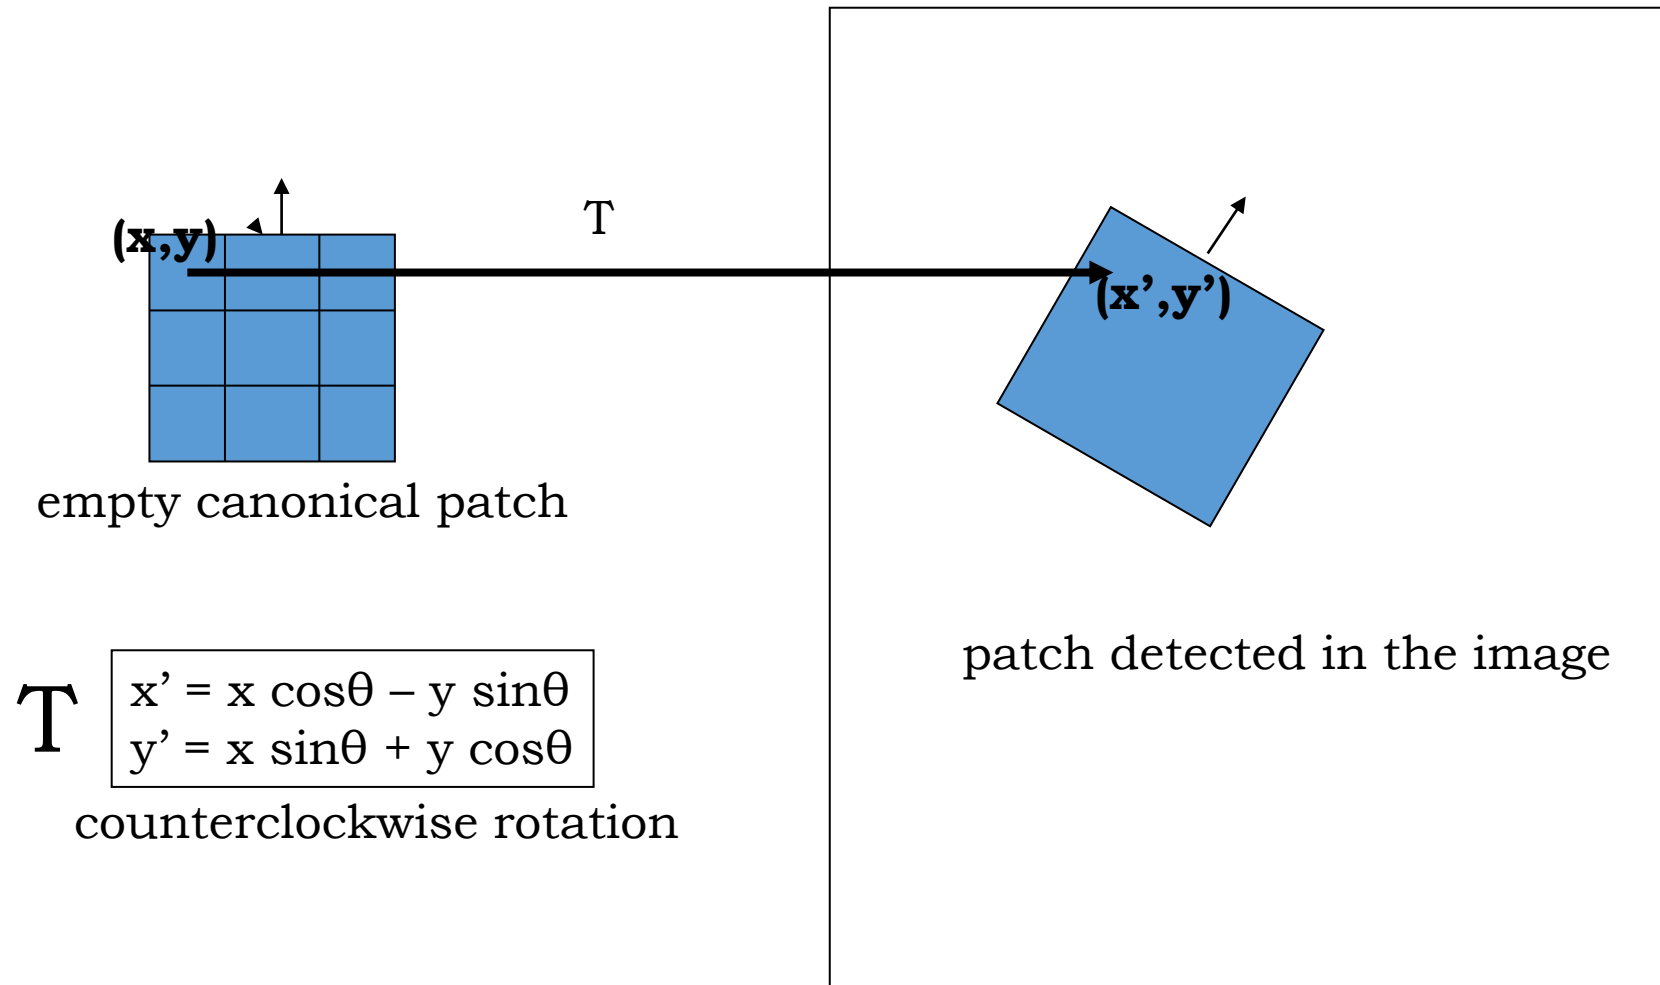 (x,y)
T
(x’,y’)
empty canonical patch
patch detected in the image
T
x’ = x cosθ – y sinθ
y’ = x sinθ + y cosθ
counterclockwise rotation